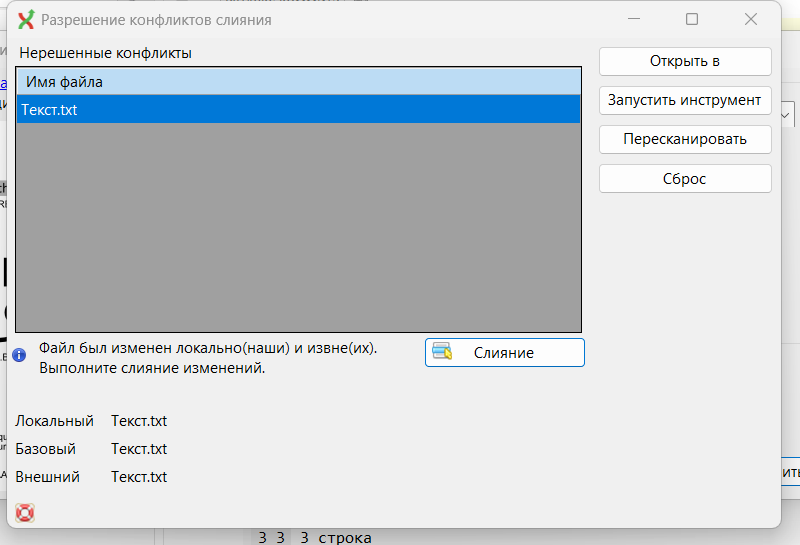 Разрешение конфликтов слияния
Нерешенные конфликты
Имя файла
Текст.txt
Открыть в
Запустить инструмент
Пересканировать
Сброс
Файл был изменен локально(наши) и извне(их).
Выполните слияние изменений.
Слияние
Локальный Текст.txt
Базовый Текст.txt
Внешний Текст.txt
3 3 3 строка